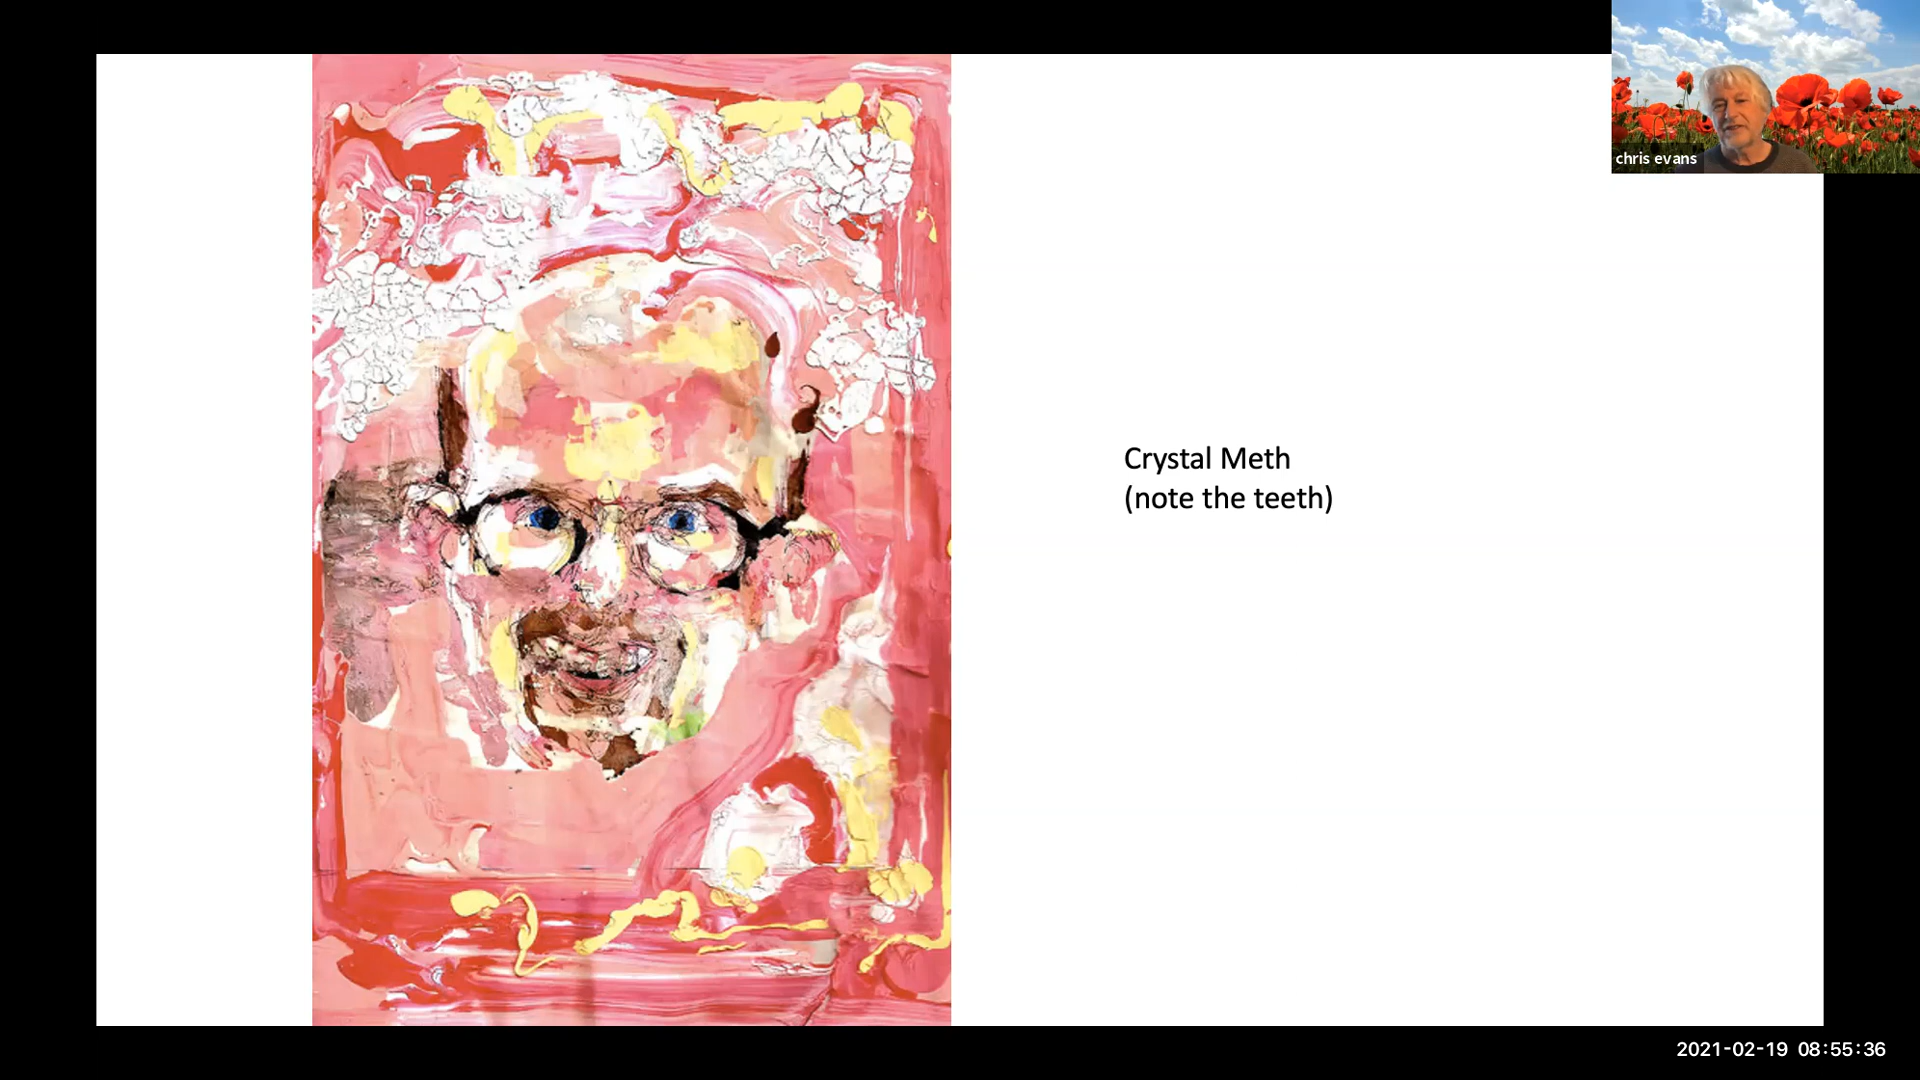 chris evans
Crystal Meth
(note the teeth)
2021-02-19 08:55:36